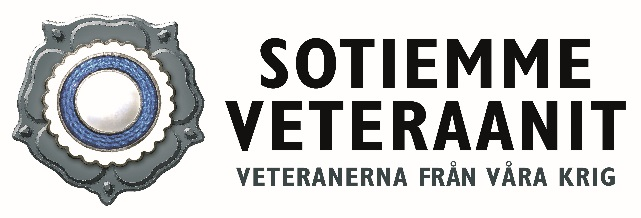 SOTIEMME
VETERAANIT
VETERANERNA FRÅN VÅRA KRIG